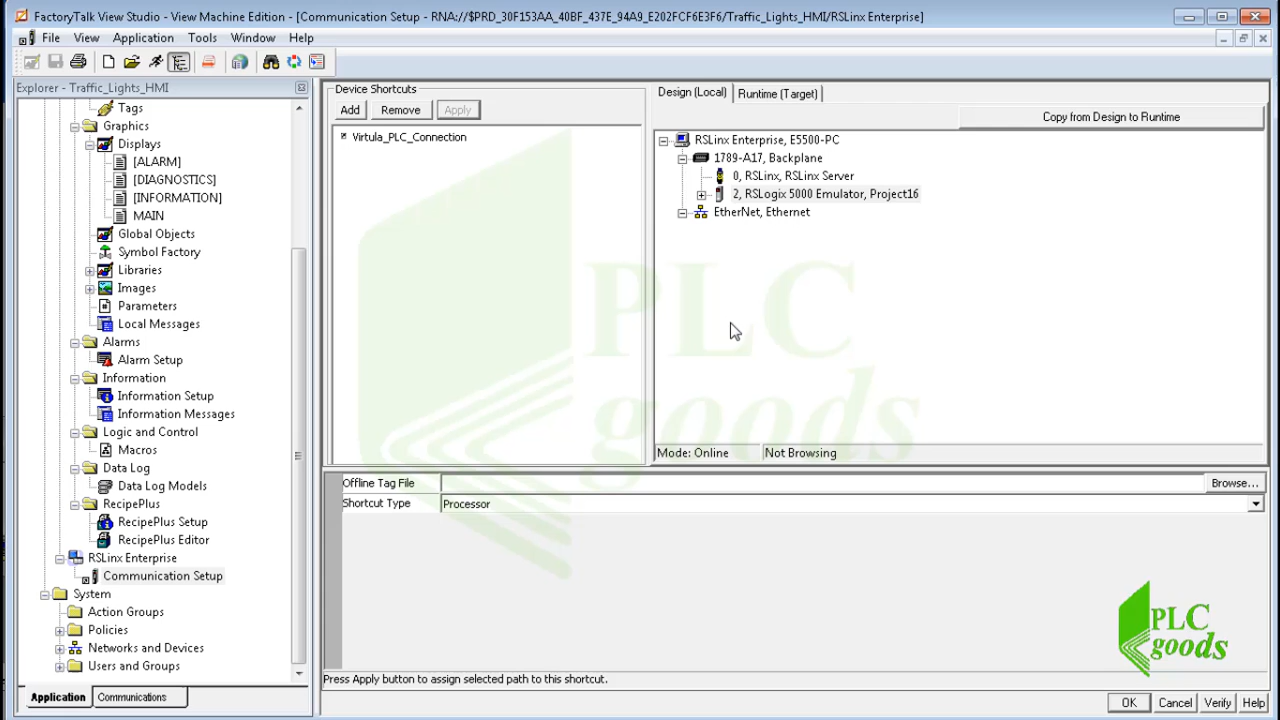 FactoryTalk View Studio - View Machine Edition - [Communication Setup - RNA://$PRD_30F153AA_40BF_437E_94A9_E202FCF6E3F6/Traffic_Lights_HMI/RSLinx Enterprise]
File View Application Tools Window Help
Explorer - Traffic_Lights_HMI
Tags
Graphics
Displays
[ALARM]
[DIAGNOSTICS]
[INFORMATION]
MAIN
Global Objects
Symbol Factory
Libraries
Images
Parameters
Local Messages
Alarms
Alarm Setup
Information
Information Setup
Information Messages
Logic and Control
Macros
Data Log
Data Log Models
RecipePlus
RecipePlus Setup
RecipePlus Editor
RSLinx Enterprise
Communication Setup
System
Action Groups
Policies
Networks and Devices
Users and Groups
Application Communications
Device Shortcuts
Add Remove Apply
Virtula_PLC_Connection
Design (Local) Runtime (Target)
Copy from Design to Runtime
RSLinx Enterprise, E5500-PC
1789-A17, Backplane
0, RSLinx, RSLinx Server
2, RSLogix 5000 Emulator, Project16
EtherNet, Ethernet
PLC
goods
Mode: Online Not Browsing
Offline Tag File Browse...
Shortcut Type Processor
PLC
goods
Press Apply button to assign selected path to this shortcut.
OK Cancel Verify Help